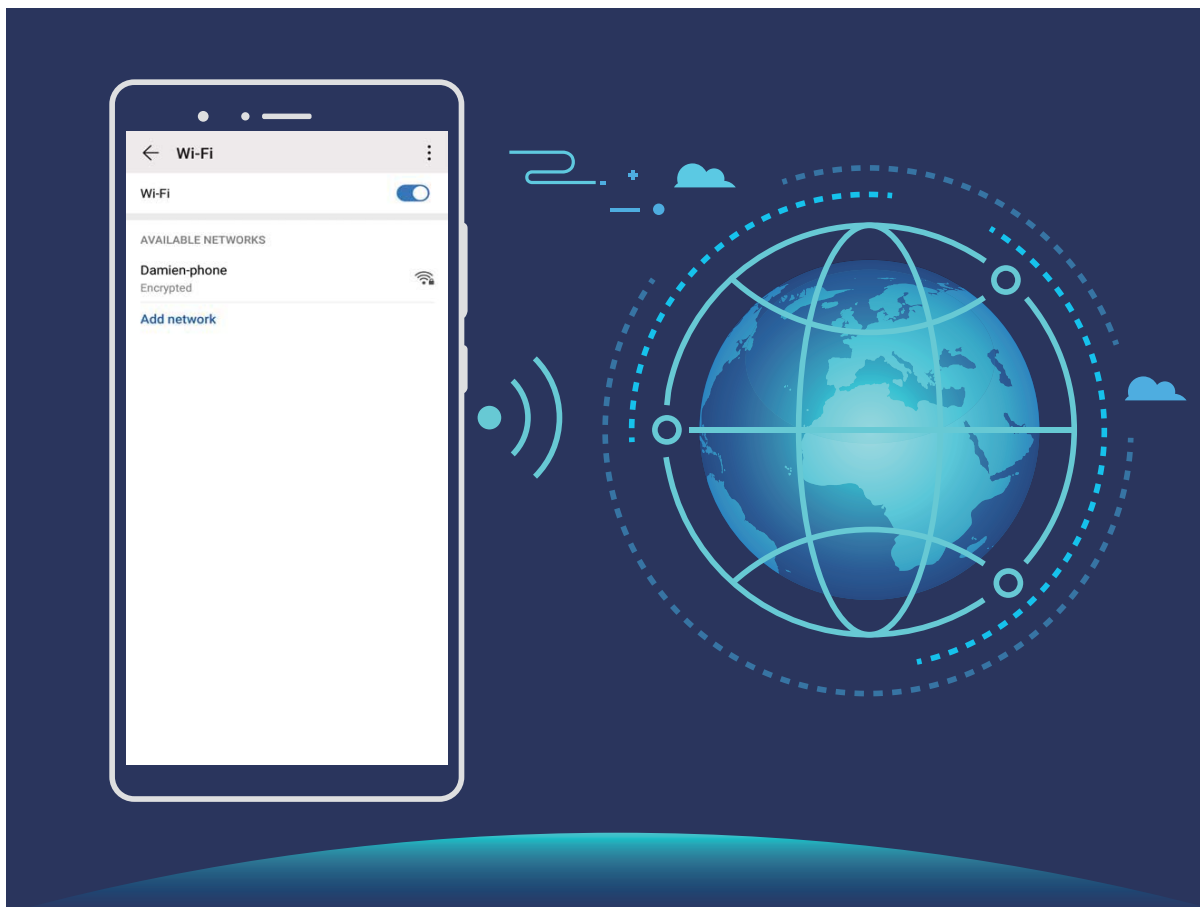 Wi-Fi
Wi-Fi
AVAILABLE NETWORKS
Damien-phone
Encrypted
Add network